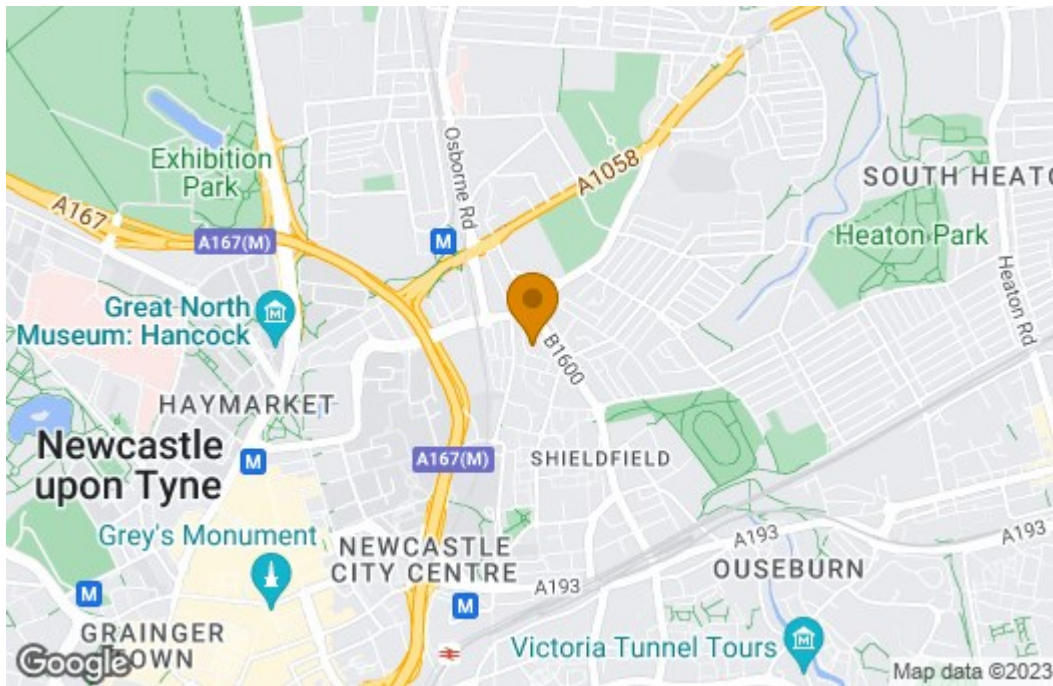 Exhibition
Park
A167
A167(M)
M
Osborne Rd
A1058
SOUTH HEATO
Heaton Park
Heaton Rd
Great North
Museum: Hancock
M
B1600
HAYMARKET
M
Newcastle
upon Tyne
A167(M)
SHIELDFIELD
Grey's Monument
NEWCASTLE
CITY CENTRE
A193
A193
A193
OUSEBURN
M
M
GRAINGER
TOWN
Victoria Tunnel Tours
M
Google
Map data ©2023